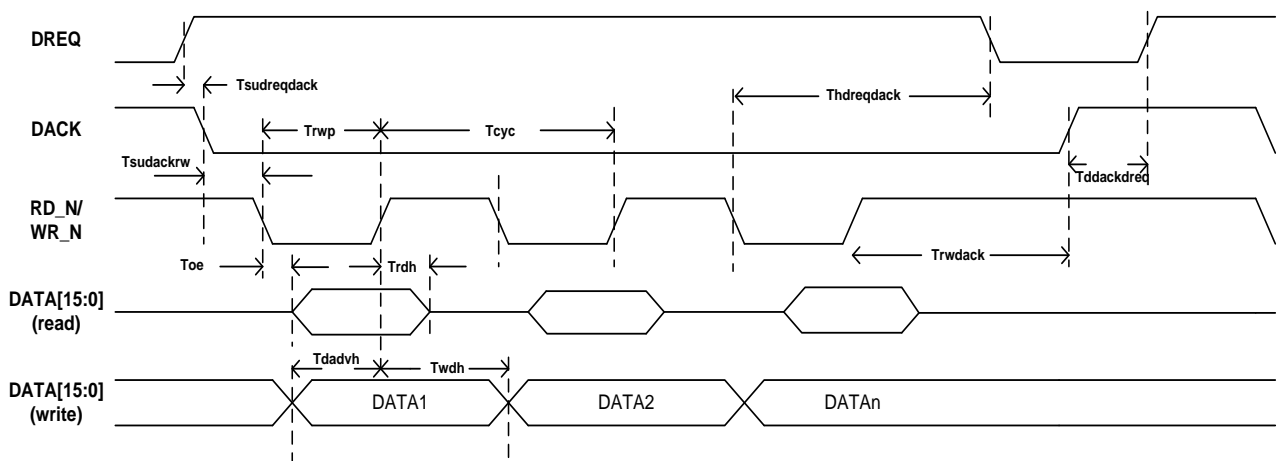 DREQ
Tsudreqdack
Thdreqdack
DACK
Trwp
Tcyc
Tsudackrw
Tddackdreq
RD_N/
WR_N
Trwdack
Toe
Trdh
DATA[15:0]
(read)
Tdadvh
Twdh
DATA[15:0]
(write)
DATA1
DATA2
DATAn